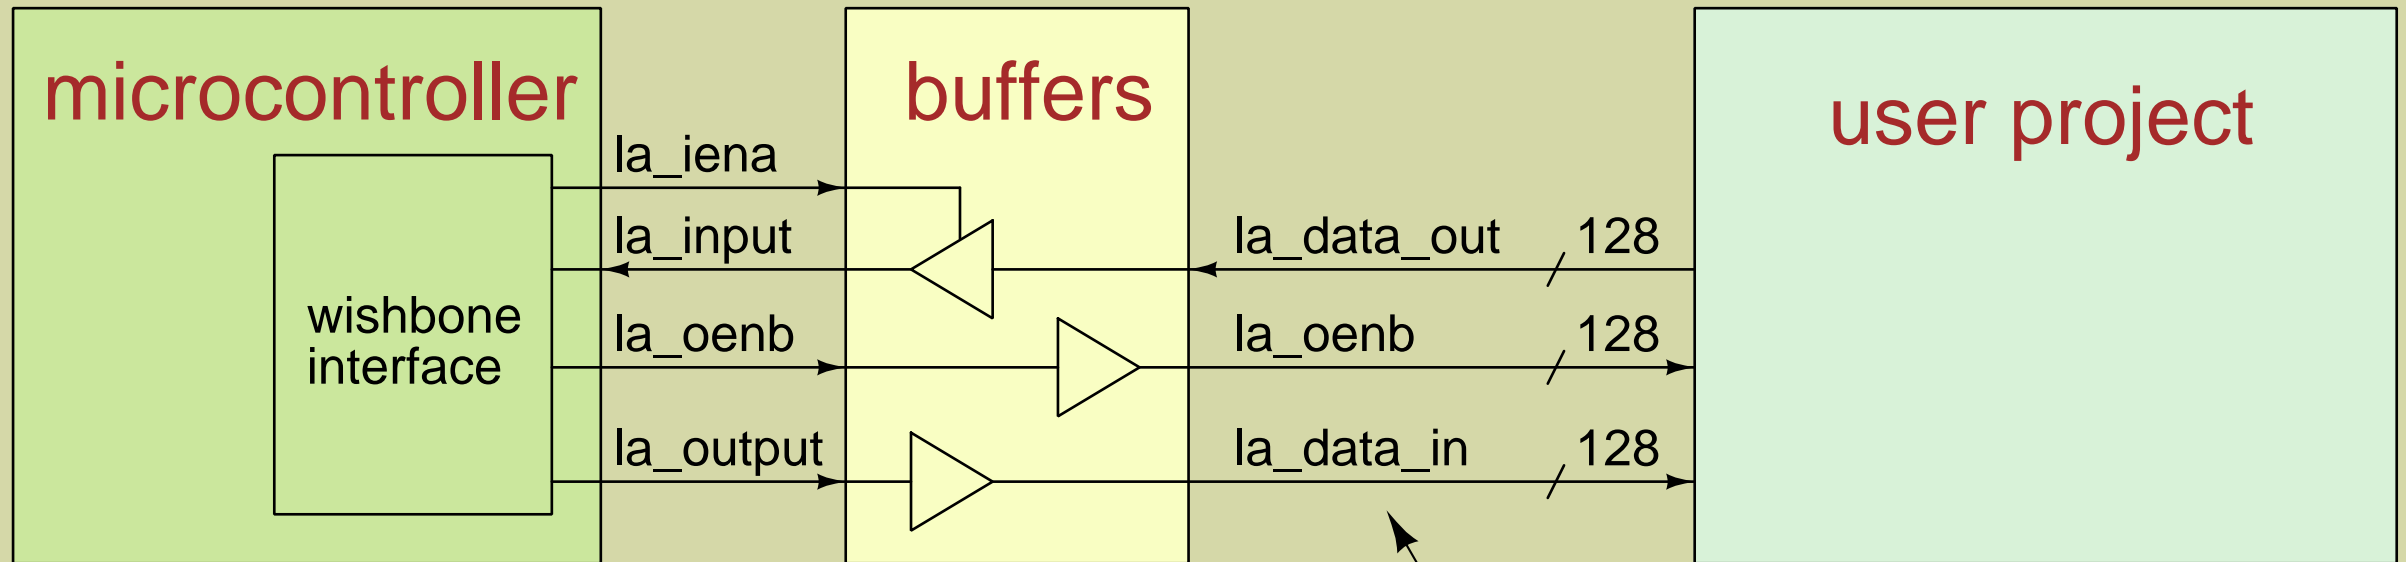 microcontroller
buffers
user project
la_iena
la_input
la_data_out 128
wishbone
interface
la_oenb
la_oenb 128
la_output
la_data_in 128